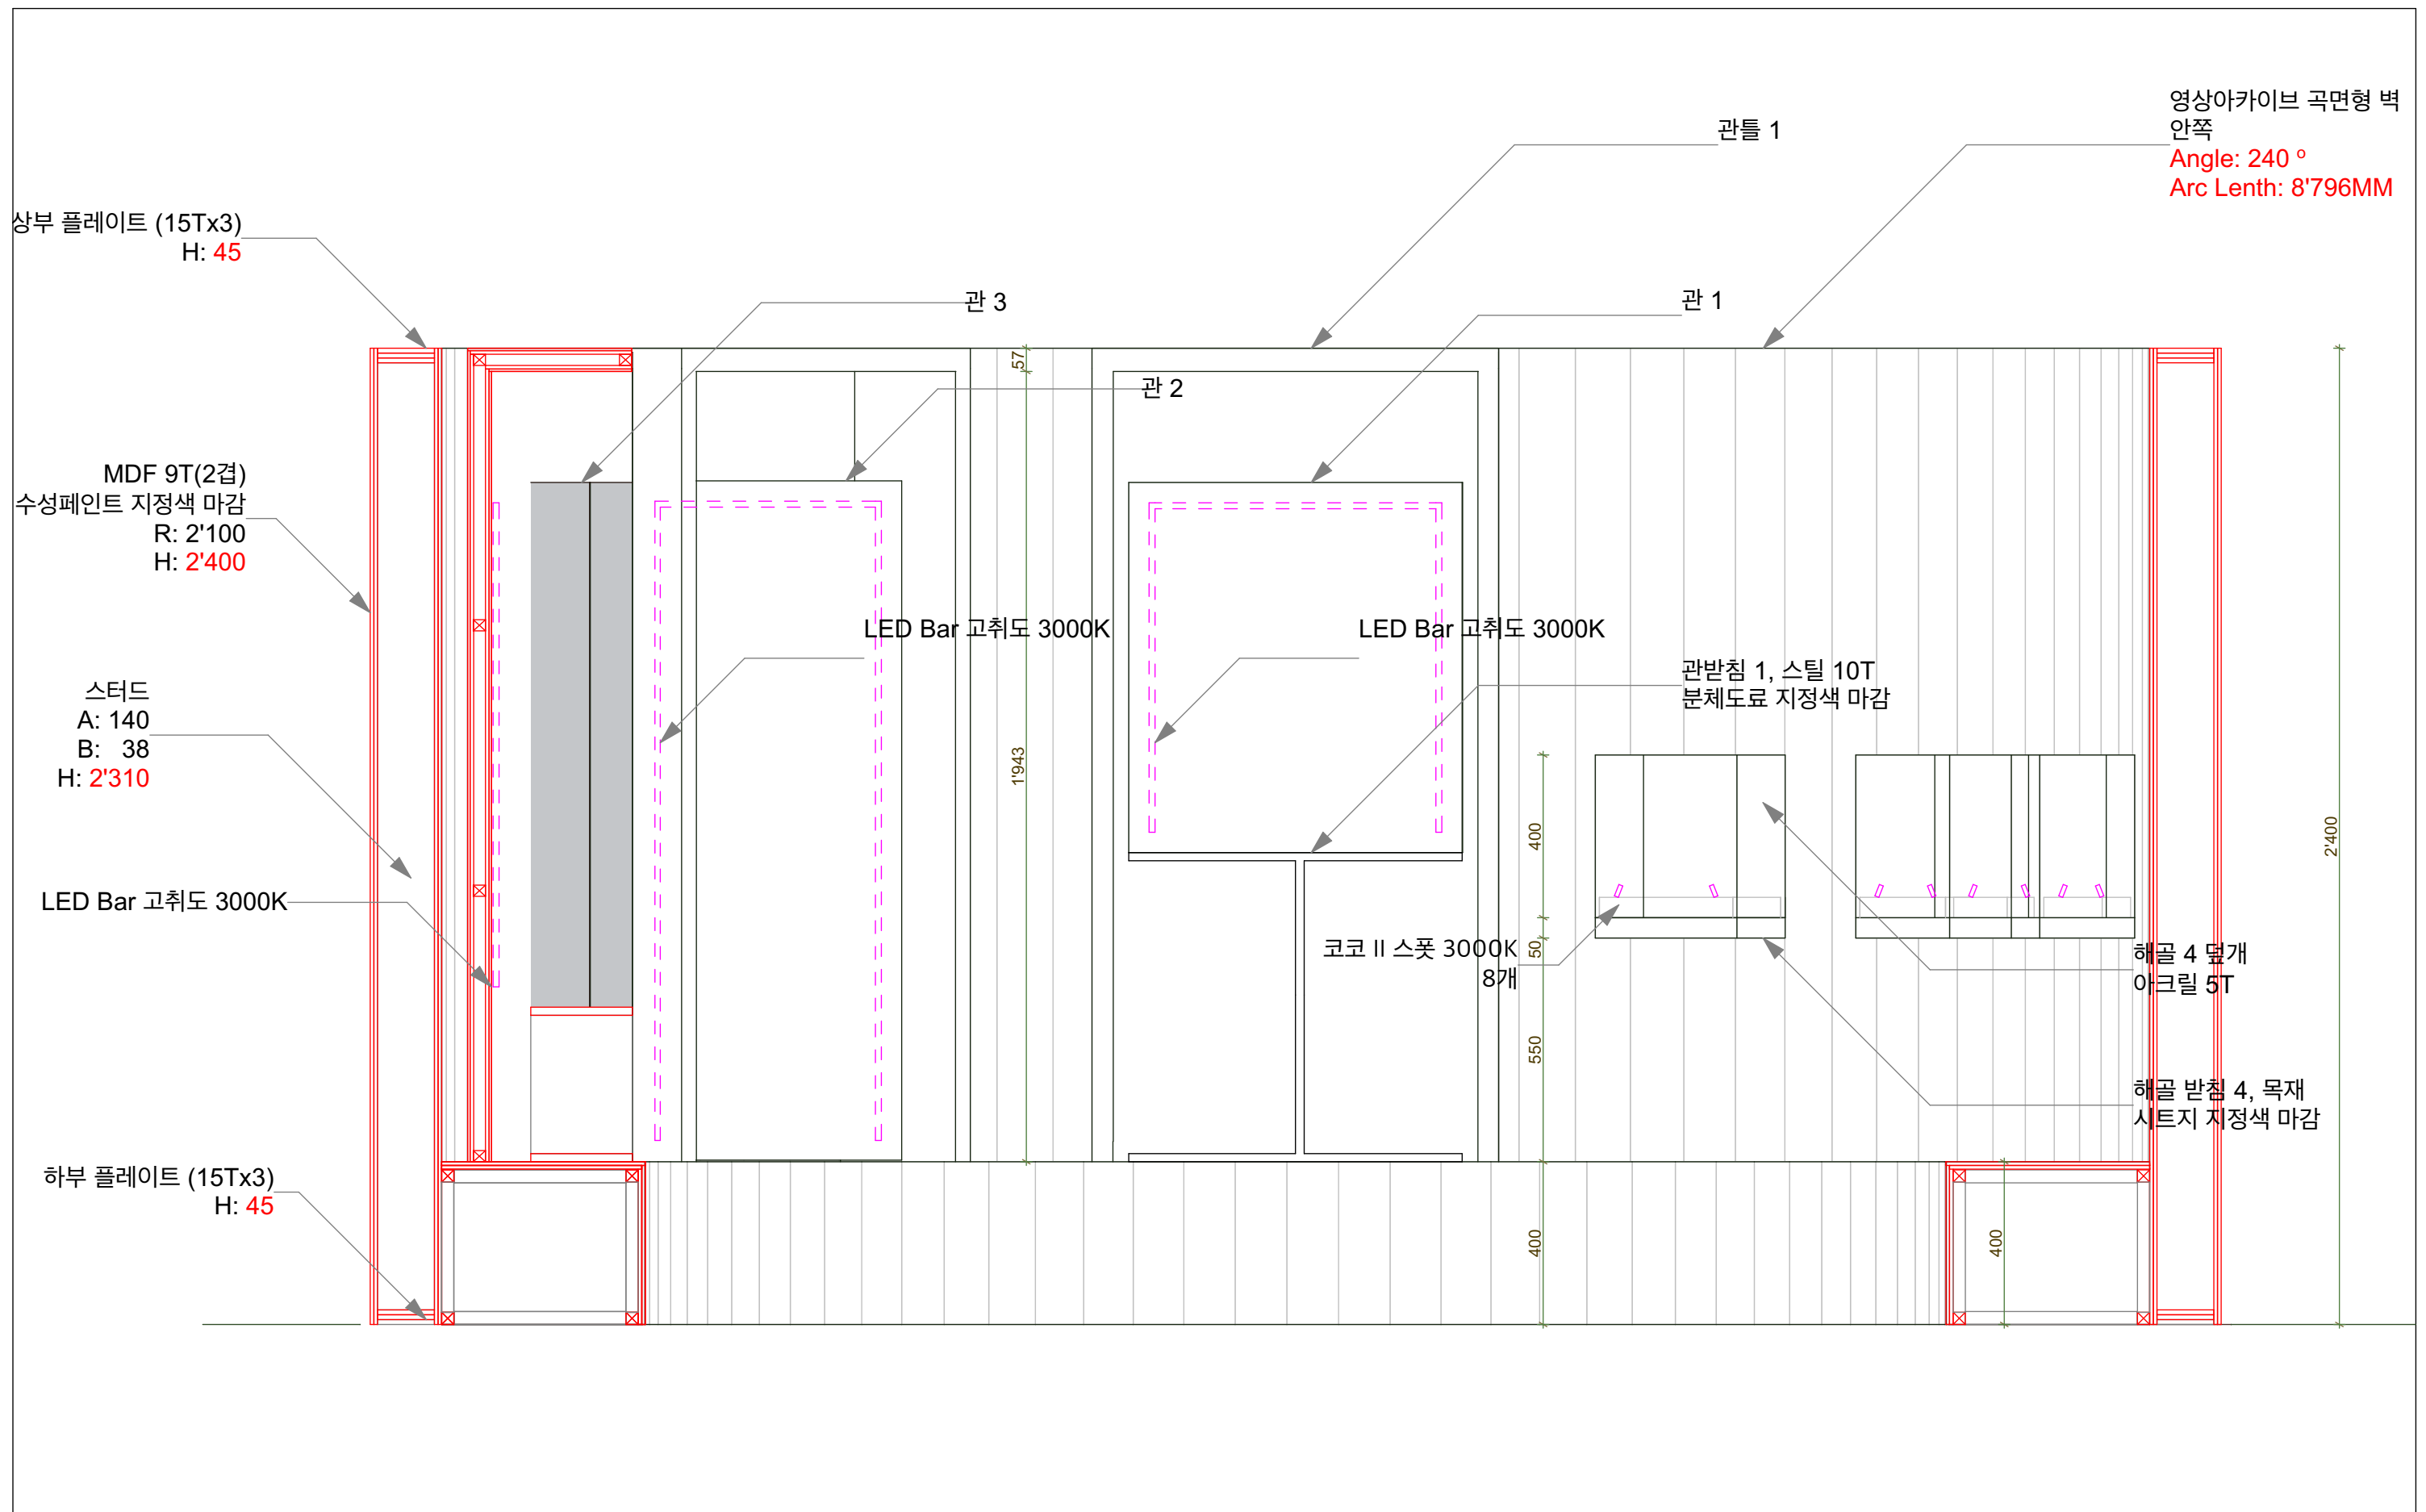 영상아카이브 곡면형 벽
안쪽
Angle: 240 º
Arc Lenth: 8'796MM
관틀 1
상부 플레이트 (15Tx3)
H: 45
관 3
관 1
57
관 2
MDF 9T(2겹)
수성페인트 지정색 마감
R: 2'100
H: 2'400
LED Bar 고취도 3000K
LED Bar 고취도 3000K
관받침 1, 스틸 10T
분체도료 지정색 마감
스터드
A: 140
B: 38
H: 2'310
1'943
400
2'400
LED Bar 고취도 3000K
코코 II 스폿 3000K
8개
50
해골 4 덮개
아크릴 5T
550
해골 받침 4, 목재
시트지 지정색 마감
하부 플레이트 (15Tx3)
H: 45
400
400